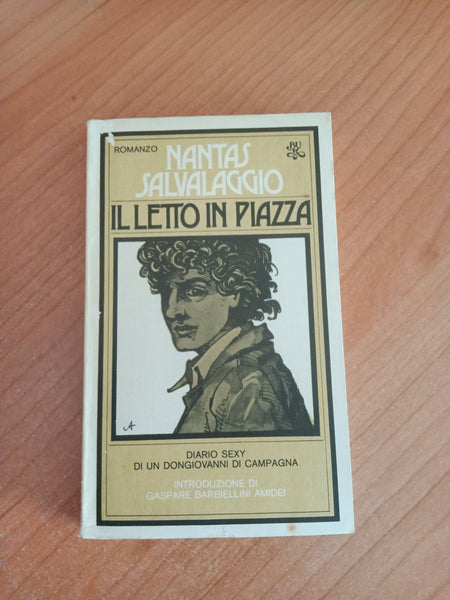 ROMANZO
BUR
NANTAS
SALVALAGGIO
IL LETTO IN PIAZZA
A
DIARIO SEXY
DI UN DONGIOVANNI DI CAMPAGNA
INTRODUZIONE DI
GASPARE BARBIELLINI AMIDEI